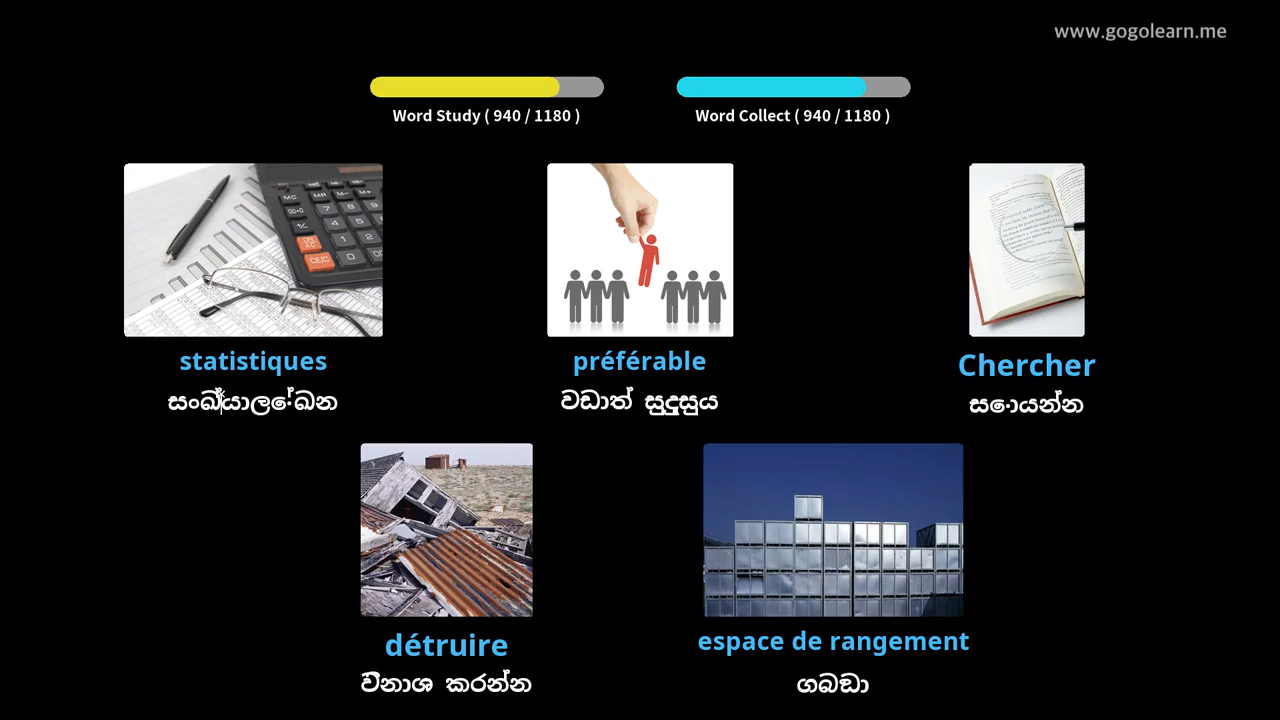 www.gogolearn.me
Word Study ( 940 / 1180 )
Word Collect ( 940 / 1180 )
statistiques
සංඛ්යාලේඛන
préférable
වඩාත් සුදුසුය
Chercher
සොයන්න
détruire
විනාශ කරන්න
espace de rangement
ගබඩා